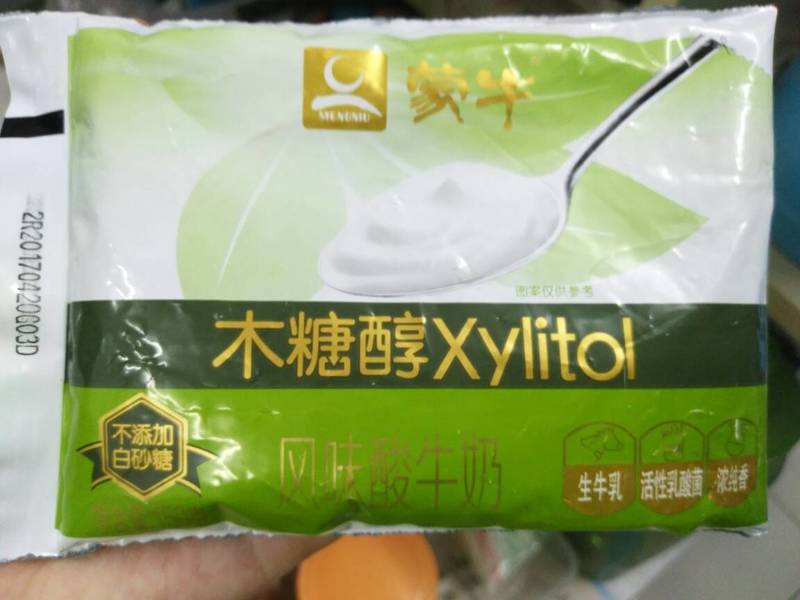 MENGNIU
蒙牛
图案仅供参考
2R20170420G03D
木糖醇Xylitol
不添加
白砂糖
风味酸牛奶
生牛乳
活性乳酸菌
浓纯香